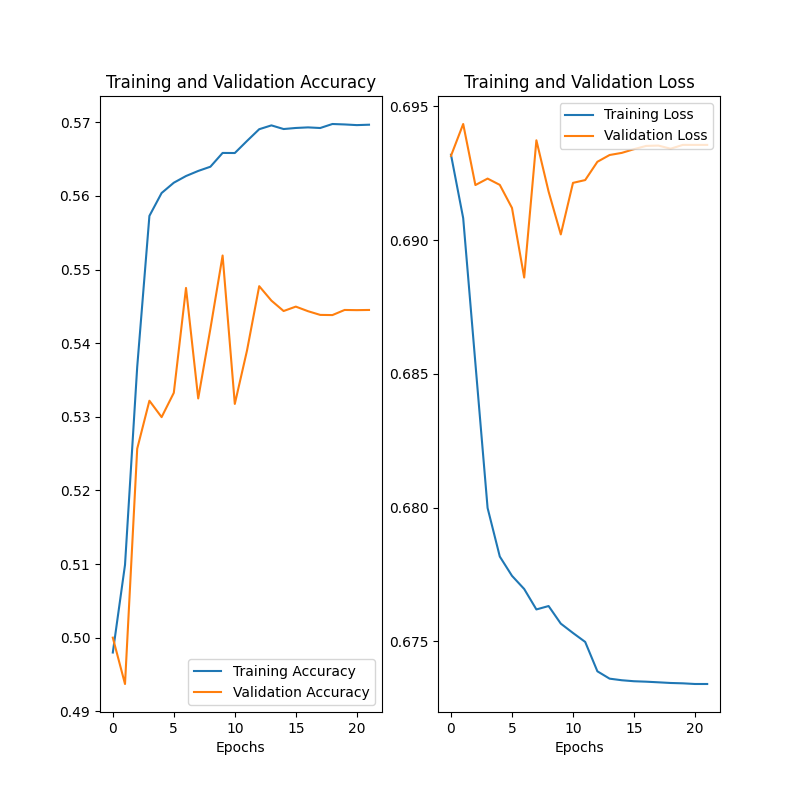 Training and Validation Accuracy
0.57
0.56
0.55
0.54
0.53
0.52
0.51
0.50
0.49
0 5 10 15 20
Epochs
Training Accuracy
Validation Accuracy
Training and Validation Loss
0.695
0.690
0.685
0.680
0.675
0 5 10 15 20
Epochs
Training Loss
Validation Loss